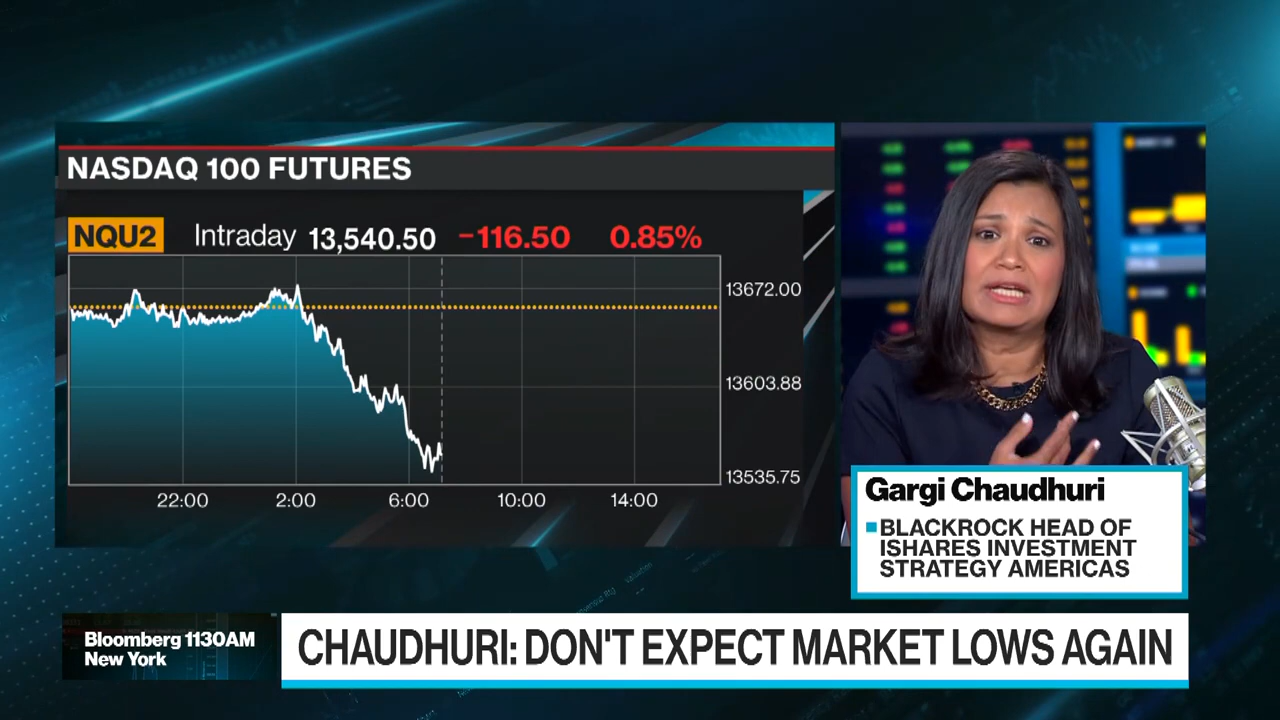 NASDAQ 100 FUTURES
NQU2 Intraday 13,540.50 -116.50 0.85%
13672.00
13603.88
13535.75
22:00 2:00 6:00 10:00 14:00
Gargi Chaudhuri
BLACKROCK HEAD OF
ISHARES INVESTMENT
STRATEGY AMERICAS
Bloomberg 1130AM
New York
CHAUDHURI: DON'T EXPECT MARKET LOWS AGAIN